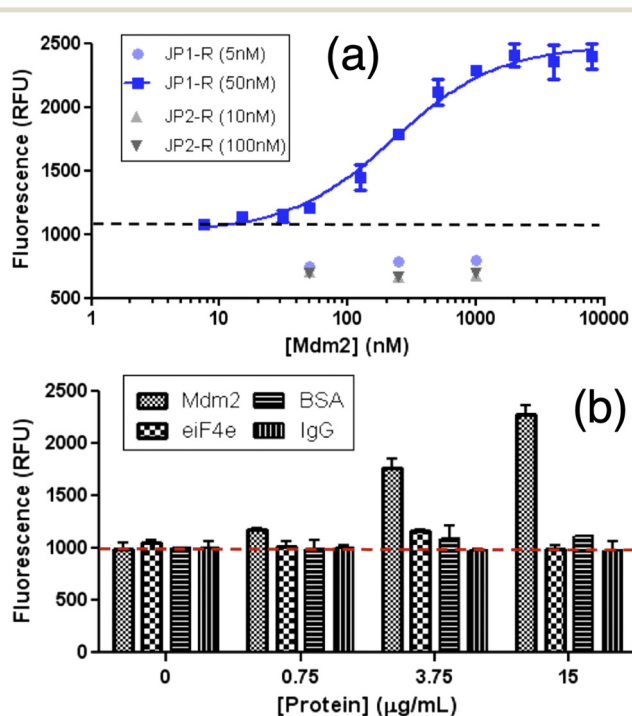 (a)
JP1-R (5nM)
JP1-R (50nM)
JP2-R (10nM)
JP2-R (100nM)
Fluorescence (RFU)
2500
2000
1500
1000
500
1 10 100 1000 10000
[Mdm2] (nM)
(b)
Mdm2 BSA
eiF4e IgG
Fluorescence (RFU)
2500
2000
1500
1000
500
0
0 0.75 3.75 15
[Protein] (µg/mL)